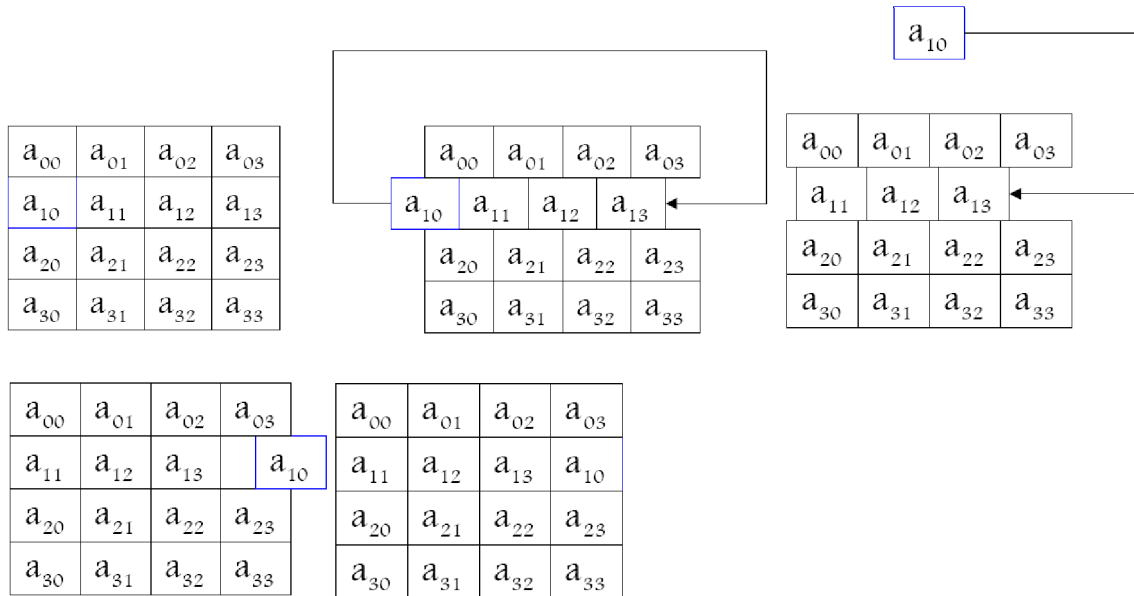 a₁₀
a₀₀ a₀₁ a₀₂ a₀₃
a₁₀ a₁₁ a₁₂ a₁₃
a₂₀ a₂₁ a₂₂ a₂₃
a₃₀ a₃₁ a₃₂ a₃₃
a₀₀ a₀₁ a₀₂ a₀₃
a₁₀ a₁₁ a₁₂ a₁₃
a₂₀ a₂₁ a₂₂ a₂₃
a₃₀ a₃₁ a₃₂ a₃₃
a₀₀ a₀₁ a₀₂ a₀₃
a₁₁ a₁₂ a₁₃
a₂₀ a₂₁ a₂₂ a₂₃
a₃₀ a₃₁ a₃₂ a₃₃
a₀₀ a₀₁ a₀₂ a₀₃
a₁₁ a₁₂ a₁₃ a₁₀
a₂₀ a₂₁ a₂₂ a₂₃
a₃₀ a₃₁ a₃₂ a₃₃
a₀₀ a₀₁ a₀₂ a₀₃
a₁₁ a₁₂ a₁₃ a₁₀
a₂₀ a₂₁ a₂₂ a₂₃
a₃₀ a₃₁ a₃₂ a₃₃